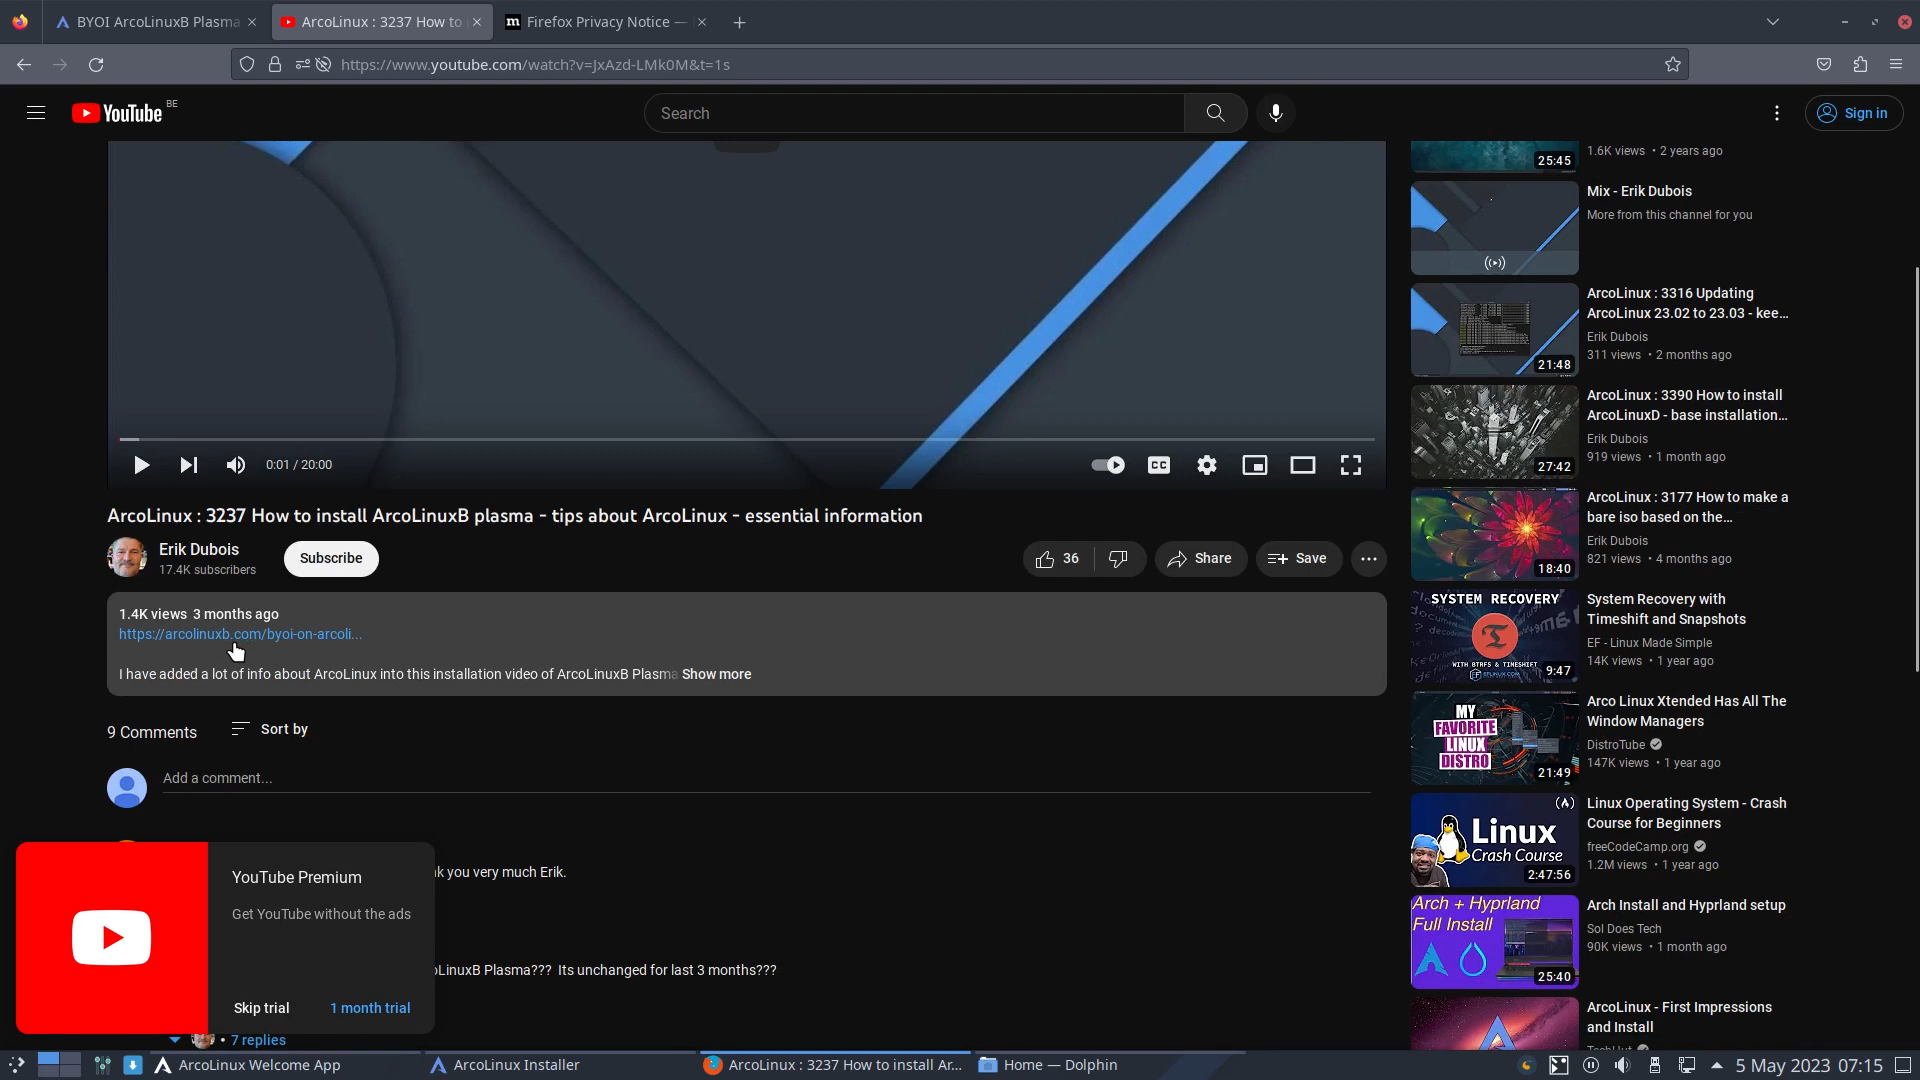 BYOI ArcoLinuxB Plasma
ArcoLinux : 3237 How to
Firefox Privacy Notice —
https://www.youtube.com/watch?v=JxAzd-LMk0M&t=1s
YouTube BE
Search
Sign in
0:01 / 20:00
CC
ArcoLinux : 3237 How to install ArcoLinuxB plasma - tips about ArcoLinux - essential information
Erik Dubois
17.4K subscribers
Subscribe
36
Share
Save
1.4K views 3 months ago
https://arcolinuxb.com/byoi-on-arcoli...
I have added a lot of info about ArcoLinux into this installation video of ArcoLinuxB Plasma Show more
9 Comments
Sort by
Add a comment...
k you very much Erik.
LinuxB Plasma??? Its unchanged for last 3 months???
7 replies
YouTube Premium
Get YouTube without the ads
Skip trial
1 month trial
25:45
1.6K views • 2 years ago
Mix - Erik Dubois
More from this channel for you
21:48
ArcoLinux : 3316 Updating
ArcoLinux 23.02 to 23.03 - kee...
Erik Dubois
311 views • 2 months ago
27:42
ArcoLinux : 3390 How to install
ArcoLinuxD - base installation...
Erik Dubois
919 views • 1 month ago
18:40
ArcoLinux : 3177 How to make a
bare iso based on the...
Erik Dubois
821 views • 4 months ago
SYSTEM RECOVERY
WITH BTRFS & TIMESHIFT
EFLINUX.COM
9:47
System Recovery with
Timeshift and Snapshots
EF - Linux Made Simple
14K views • 1 year ago
MY
FAVORITE
LINUX
DISTRO
21:49
Arco Linux Xtended Has All The
Window Managers
DistroTube
147K views • 1 year ago
Linux
Crash Course
2:47:56
Linux Operating System - Crash
Course for Beginners
freeCodeCamp.org
1.2M views • 1 year ago
Arch + Hyprland
Full Install
25:40
Arch Install and Hyprland setup
Sol Does Tech
90K views • 1 month ago
ArcoLinux - First Impressions
and Install
TechHut
ArcoLinux Welcome App
ArcoLinux Installer
ArcoLinux : 3237 How to install Ar...
Home — Dolphin
5 May 2023 07:15